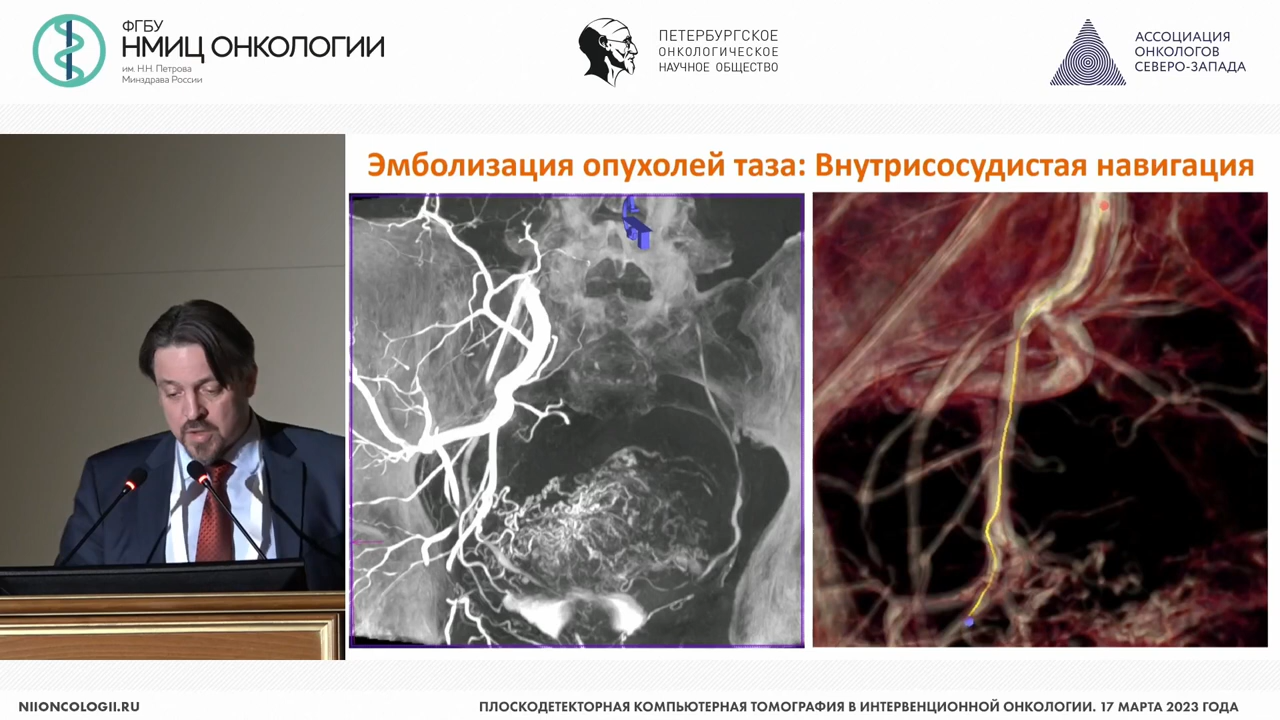 ФГБУ
НМИЦ ОНКОЛОГИИ
им. Н.Н. Петрова
Минздрава России
ПЕТЕРБУРГСКОЕ
ОНКОЛОГИЧЕСКОЕ
НАУЧНОЕ ОБЩЕСТВО
АССОЦИАЦИЯ
ОНКОЛОГОВ
СЕВЕРО-ЗАПАДА
Эмболизация опухолей таза: Внутрисосудистая навигация
NIIONCOLOGII.RU
ПЛОСКОДЕТЕКТОРНАЯ КОМПЬЮТЕРНАЯ ТОМОГРАФИЯ В ИНТЕРВЕНЦИОННОЙ ОНКОЛОГИИ. 17 МАРТА 2023 ГОДА